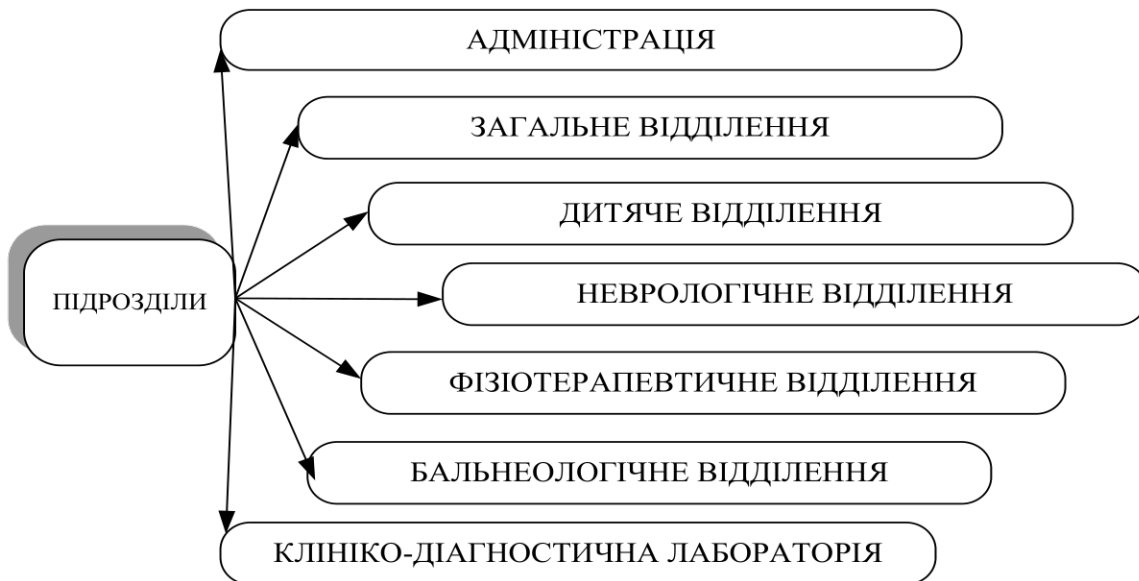 АДМІНІСТРАЦІЯ
ЗАГАЛЬНЕ ВІДДІЛЕННЯ
ДИТЯЧЕ ВІДДІЛЕННЯ
ПІДРОЗДІЛИ
НЕВРОЛОГІЧНЕ ВІДДІЛЕННЯ
ФІЗІОТЕРАПЕВТИЧНЕ ВІДДІЛЕННЯ
БАЛЬНЕОЛОГІЧНЕ ВІДДІЛЕННЯ
КЛІНІКО-ДІАГНОСТИЧНА ЛАБОРАТОРІЯ